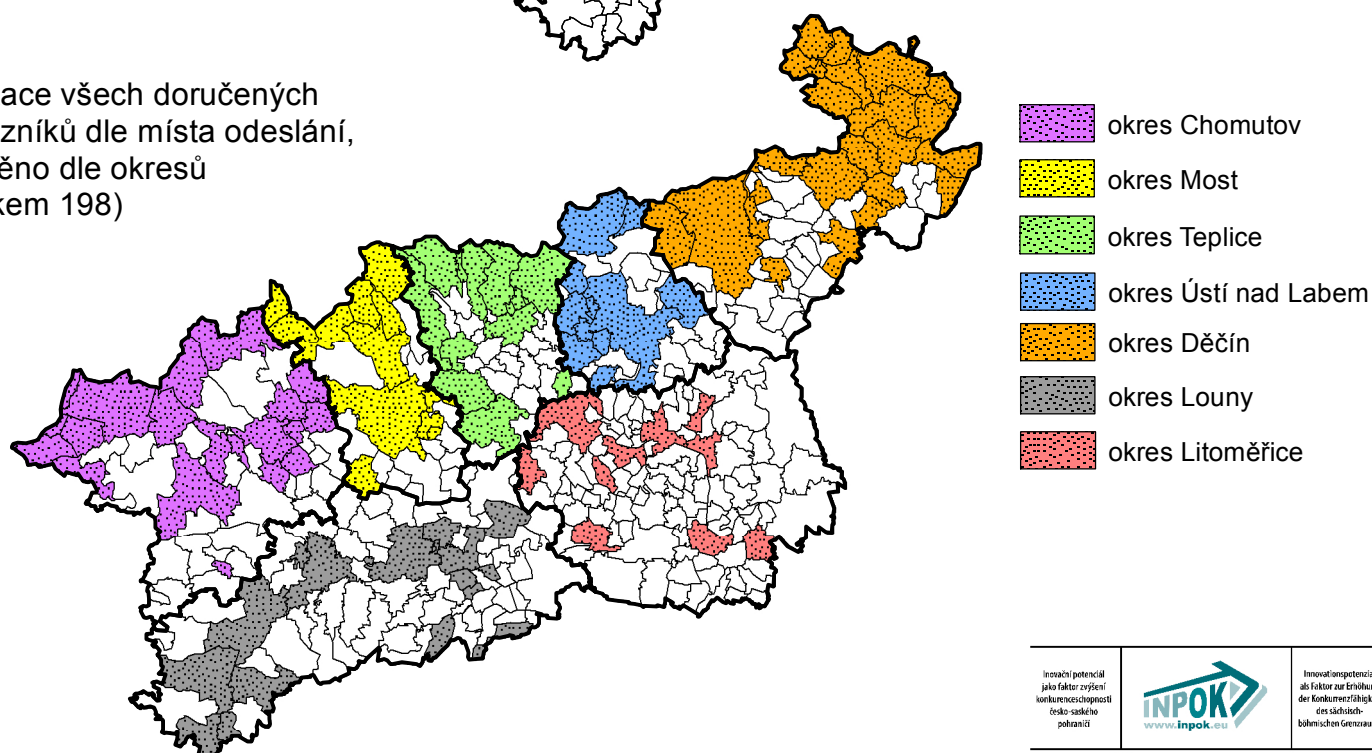 ace všech doručených
zníků dle místa odeslání,
ěno dle okresů
kem 198)
okres Chomutov
okres Most
okres Teplice
okres Ústí nad Labem
okres Děčín
okres Louny
okres Litoměřice
Inovační potenciál
jako faktor zvýšení
konkurenceschopnosti
česko-saského
pohraničí
INPOK
www.inpok.eu
Innovationspotenzia
als Faktor zur Erhöhu
der Konkurrenzfähigk
des sächsisch-
böhmischen Grenzrau